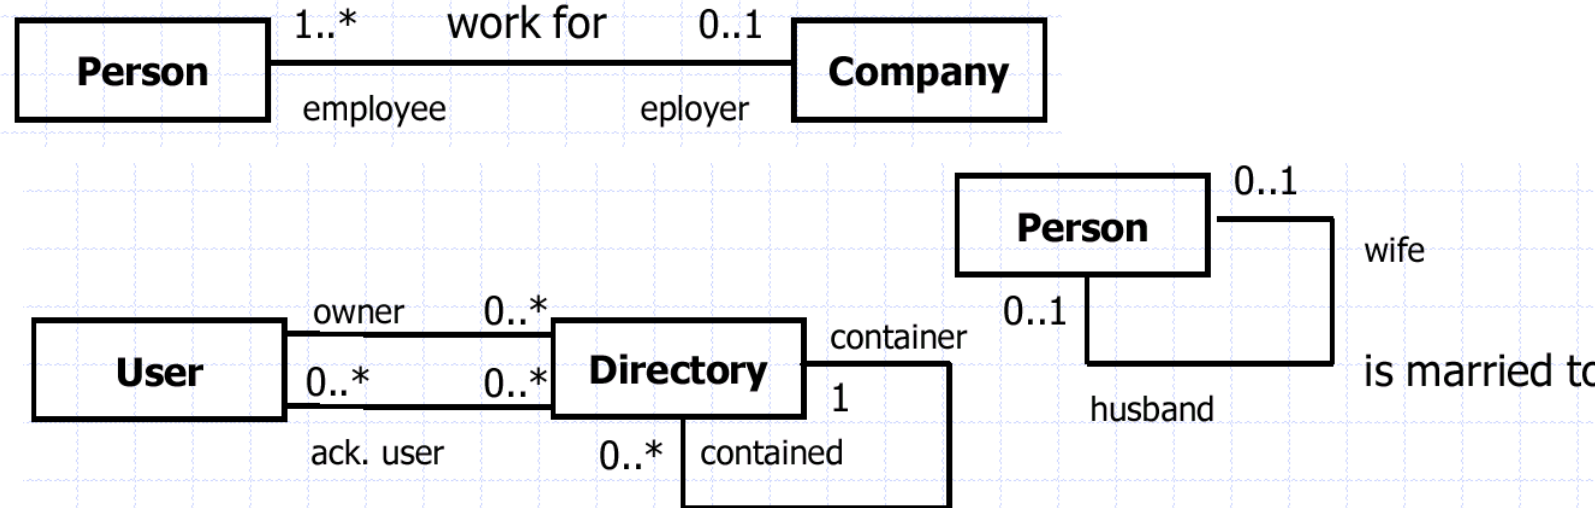 1..* work for 0..1
Person
Company
employee eployer
Person
0..1
wife
0..1
is married to
husband
owner 0..*
User
0..* 0..*
ack. user
Directory
container
1
0..* contained